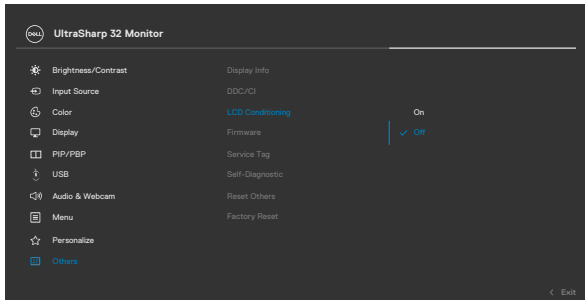 DELL UltraSharp 32 Monitor
Brightness/Contrast Display Info
Input Source DDC/CI
Color LCD Conditioning On
Display Firmware Off
PIP/PBP Service Tag
USB Self-Diagnostic
Audio & Webcam Reset Others
Menu Factory Reset
Personalize
Others
< Exit